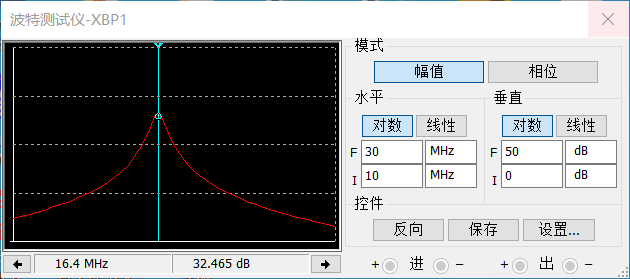 波特测试仪-XBP1
模式
幅值 相位
水平 垂直
对数 线性 对数 线性
F 30 MHz F 50 dB
I 10 MHz I 0 dB
控件
反向 保存 设置...
16.4 MHz 32.465 dB
+ 进 − + 出 −